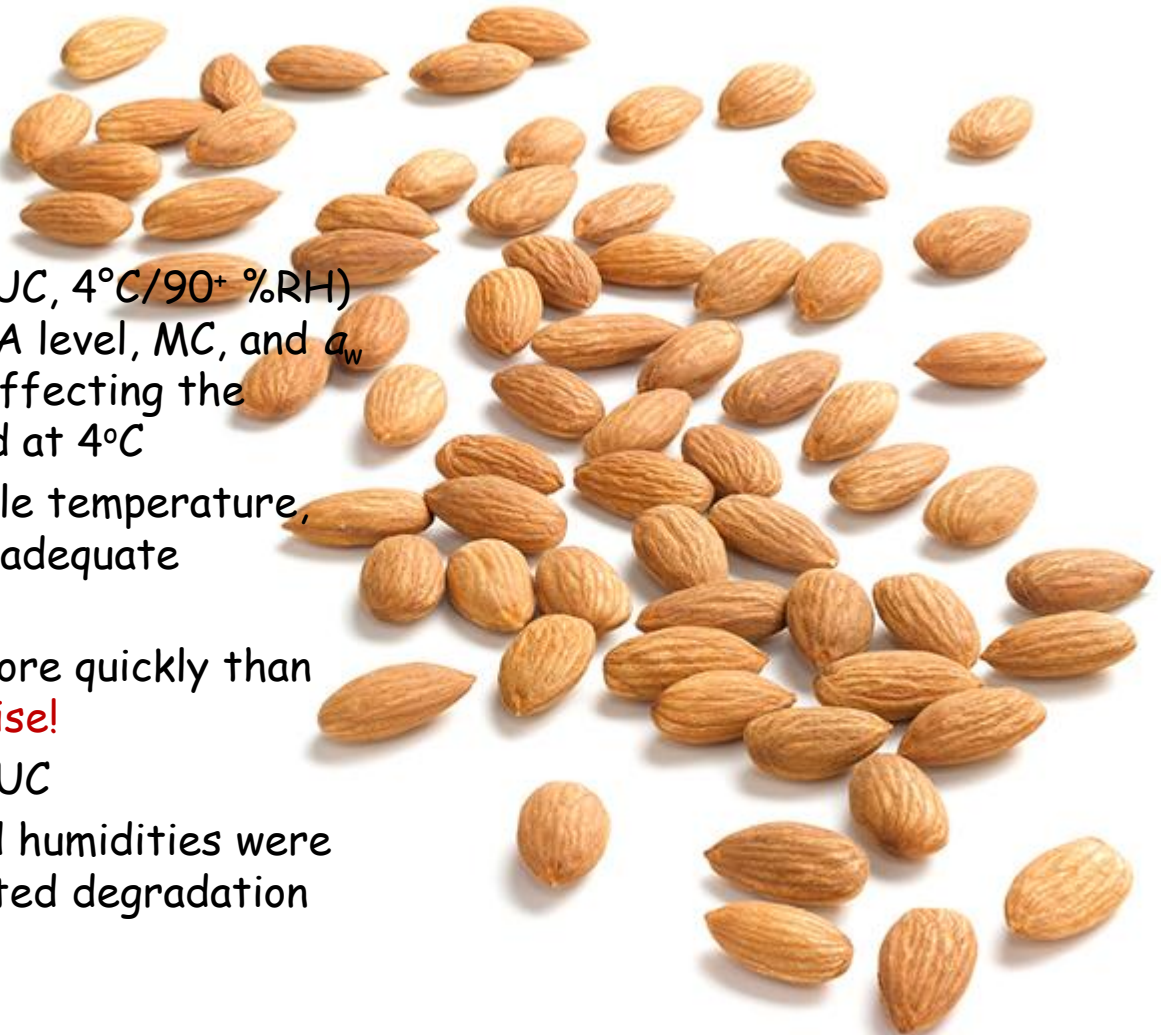 UC, 4°C/90⁺ %RH)
A level, MC, and a_w
ffecting the
d at 4°C
le temperature,
adequate
ore quickly than
ise!
UC
d humidities were
ted degradation